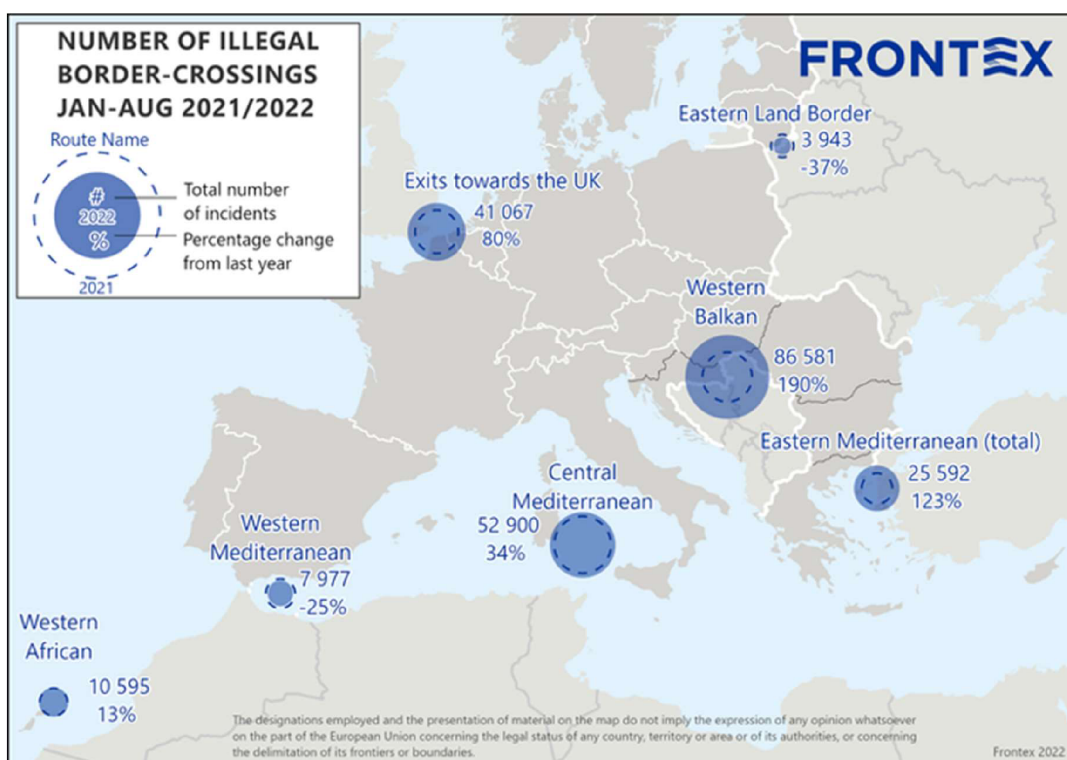 NUMBER OF ILLEGAL
BORDER-CROSSINGS
JAN-AUG 2021/2022
Route Name
#
2022
%
Total number
of incidents
Percentage change
from last year
2021
FRONTEX
Eastern Land Border
3 943
-37%
Exits towards the UK
41 067
80%
Western
Balkan
86 581
190%
Eastern Mediterranean (total)
25 592
123%
Central
Mediterranean
52 900
34%
Western
Mediterranean
7 977
-25%
Western
African
10 595
13%
The designations employed and the presentation of material on the map do not imply the expression of any opinion whatsoever
on the part of the European Union concerning the legal status of any country, territory or area or of its authorities, or concerning
the delimitation of its frontiers or boundaries.
Frontex 2022